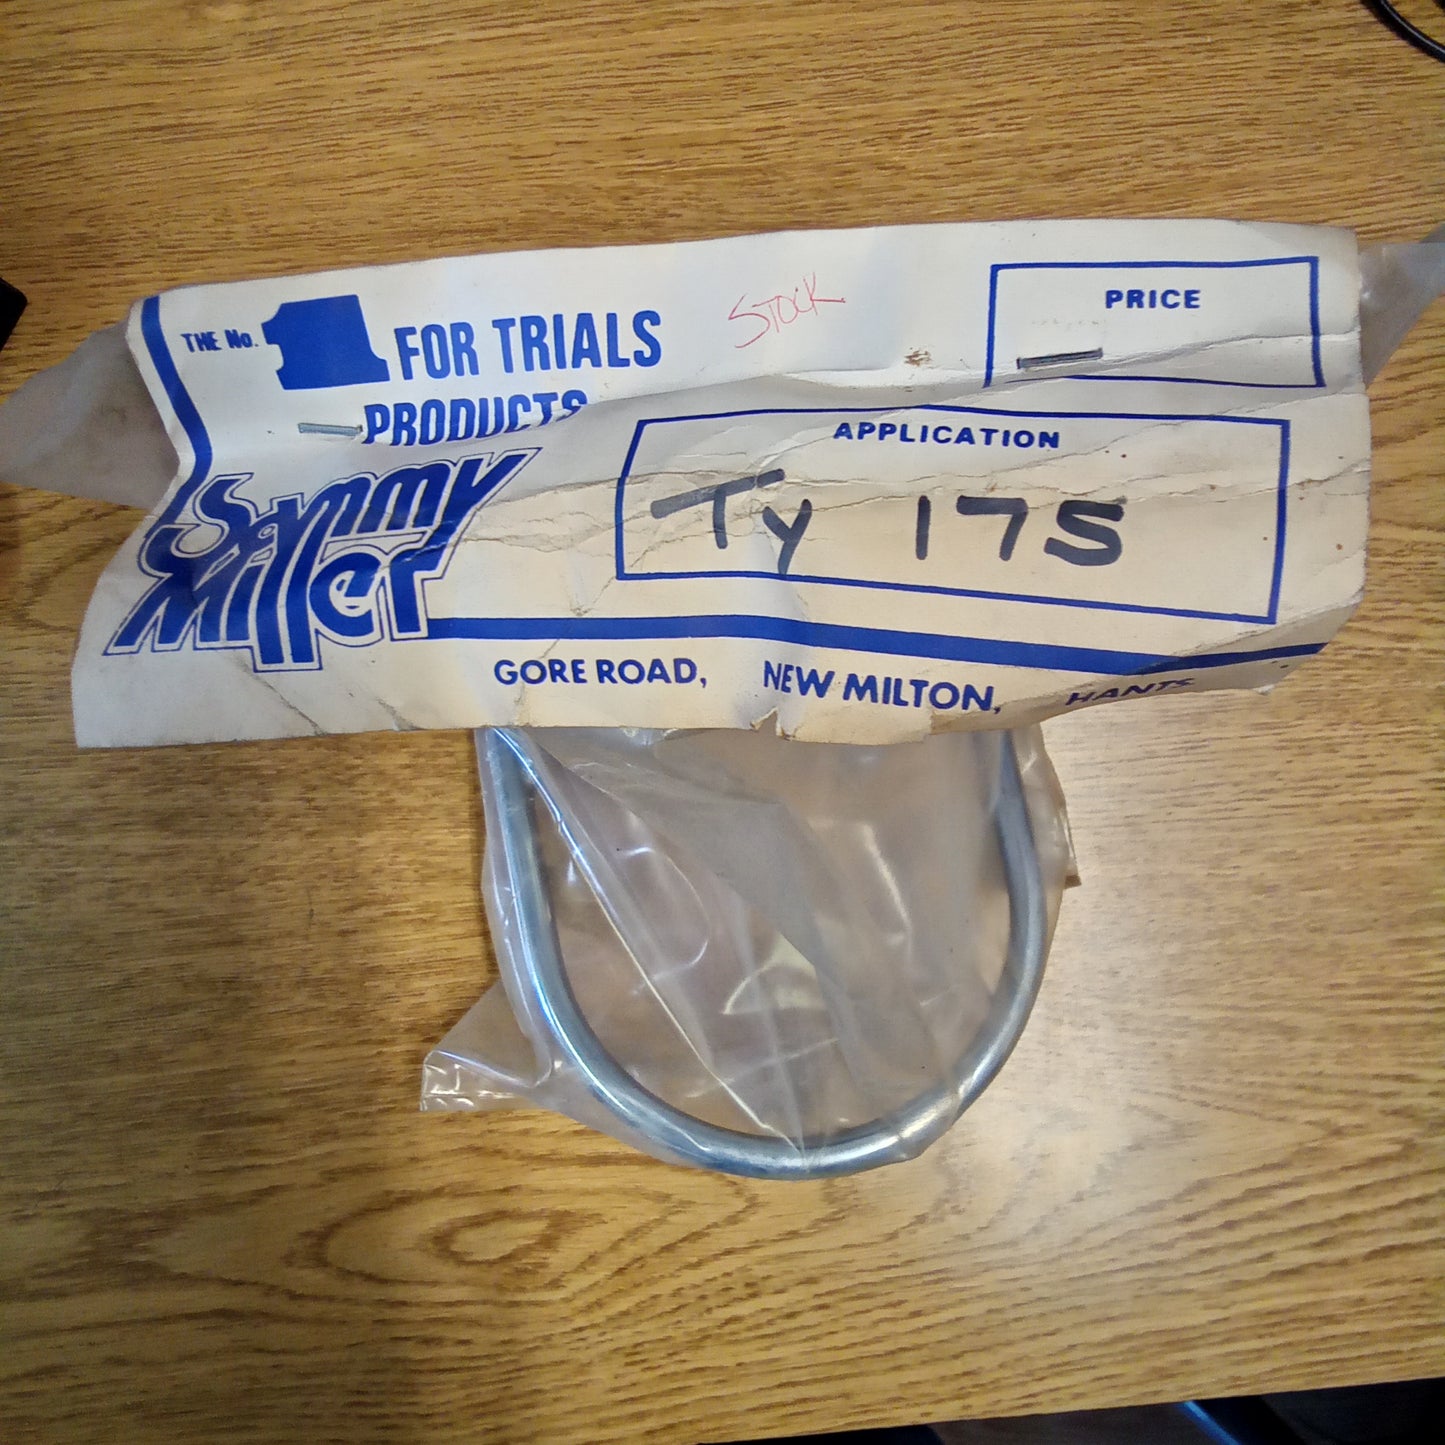 THE No. 1 FOR TRIALS
PRODUCTS
STOCK
PRICE
Sammy
Miller
APPLICATION
Ty 175
GORE ROAD, NEW MILTON, HANTS